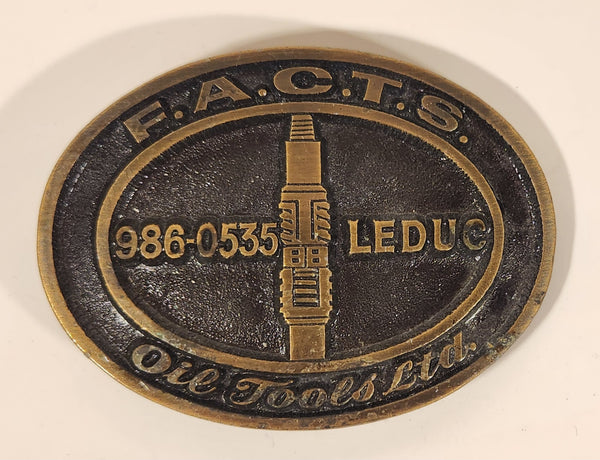 F.A.C.T.S.
986-0535 LEDUC
Oil Tools Ltd.